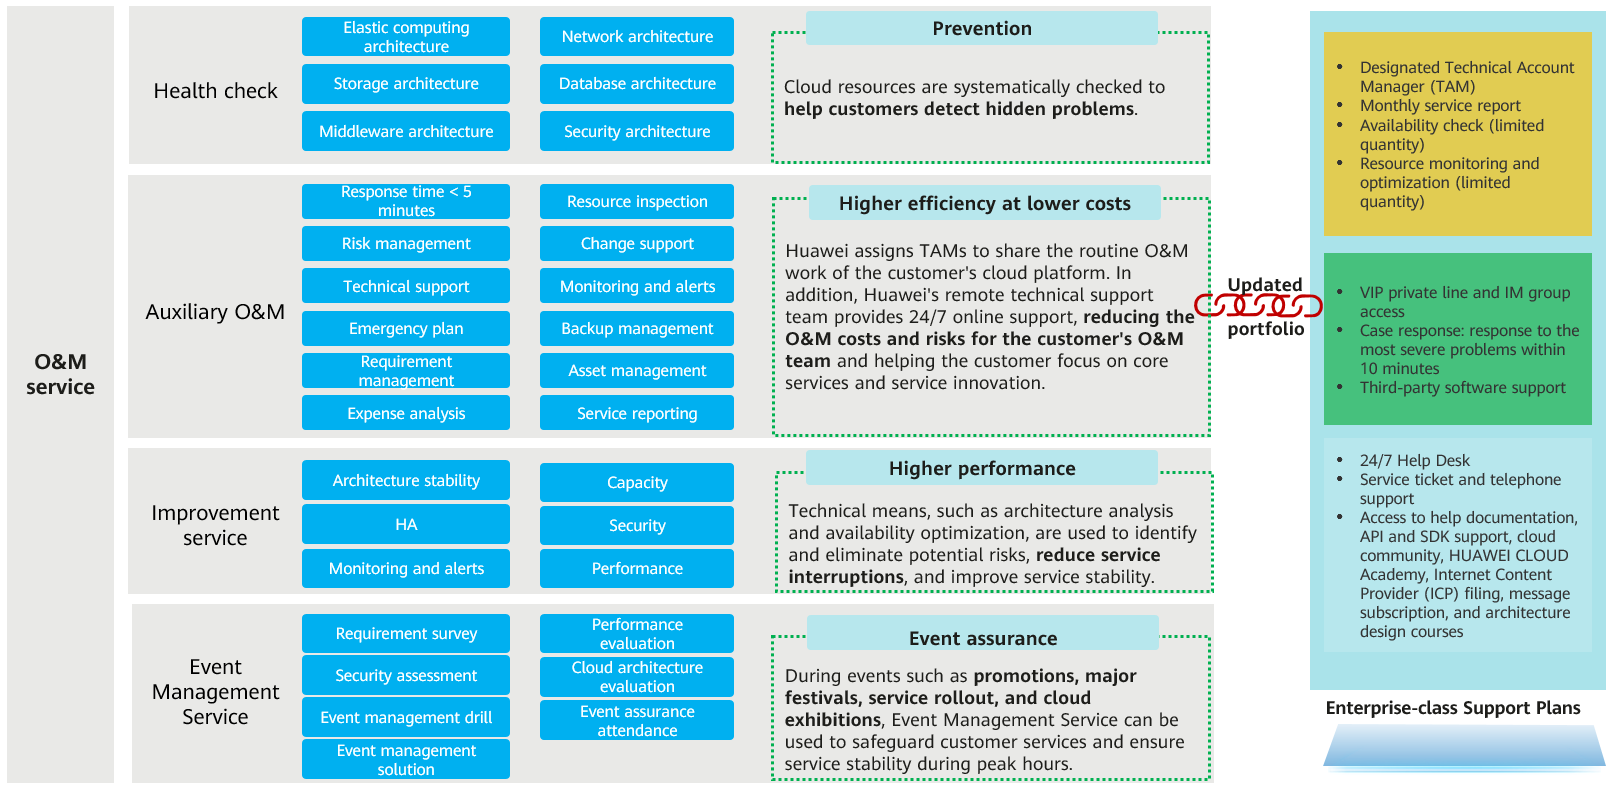 O&M
service
Health check
Elastic computing
architecture
Network architecture
Storage architecture
Database architecture
Middleware architecture
Security architecture
Prevention
Cloud resources are systematically checked to
help customers detect hidden problems.
Auxiliary O&M
Response time < 5
minutes
Resource inspection
Risk management
Change support
Technical support
Monitoring and alerts
Emergency plan
Backup management
Requirement
management
Asset management
Expense analysis
Service reporting
Higher efficiency at lower costs
Huawei assigns TAMs to share the routine O&M
work of the customer's cloud platform. In
addition, Huawei's remote technical support
team provides 24/7 online support, reducing the
O&M costs and risks for the customer's O&M
team and helping the customer focus on core
services and service innovation.
Improvement
service
Architecture stability
Capacity
HA
Security
Monitoring and alerts
Performance
Higher performance
Technical means, such as architecture analysis
and availability optimization, are used to identify
and eliminate potential risks, reduce service
interruptions, and improve service stability.
Event
Management
Service
Requirement survey
Performance
evaluation
Security assessment
Cloud architecture
evaluation
Event management drill
Event assurance
attendance
Event management
solution
Event assurance
During events such as promotions, major
festivals, service rollout, and cloud
exhibitions, Event Management Service can be
used to safeguard customer services and ensure
service stability during peak hours.
Updated
portfolio
• Designated Technical Account
Manager (TAM)
• Monthly service report
• Availability check (limited
quantity)
• Resource monitoring and
optimization (limited
quantity)
• VIP private line and IM group
access
• Case response: response to the
most severe problems within
10 minutes
• Third-party software support
• 24/7 Help Desk
• Service ticket and telephone
support
• Access to help documentation,
API and SDK support, cloud
community, HUAWEI CLOUD
Academy, Internet Content
Provider (ICP) filing, message
subscription, and architecture
design courses
Enterprise-class Support Plans